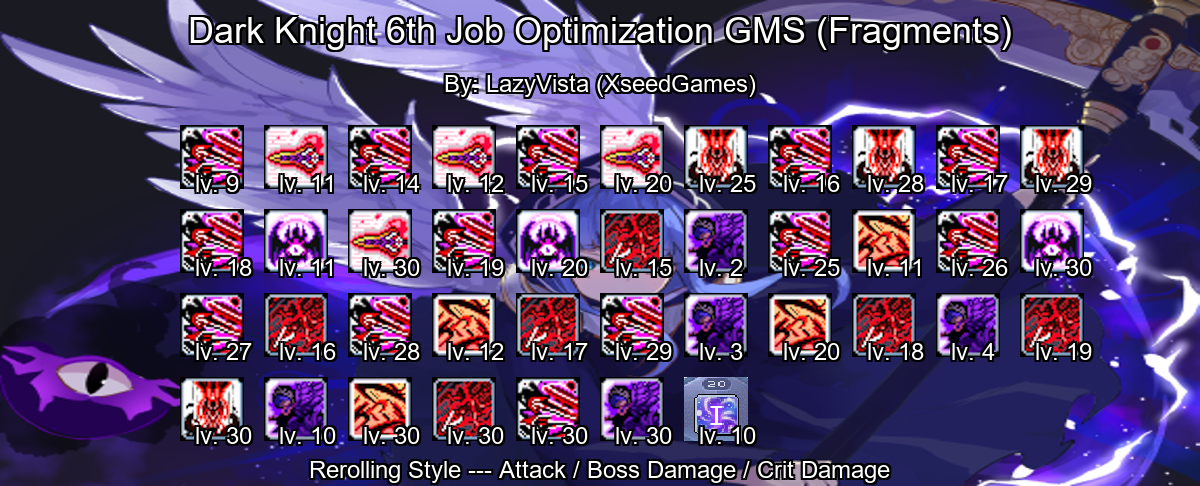 Dark Knight 6th Job Optimization GMS (Fragments)
By: LazyVista (XseedGames)
lv. 9 lv. 11 lv. 14 lv. 12 lv. 15 lv. 20 lv. 25 lv. 16 lv. 28 lv. 17 lv. 29
lv. 18 lv. 11 lv. 30 lv. 19 lv. 20 lv. 15 lv. 2 lv. 25 lv. 11 lv. 26 lv. 30
lv. 27 lv. 16 lv. 28 lv. 12 lv. 17 lv. 29 lv. 3 lv. 20 lv. 18 lv. 4 lv. 19
20
I
lv. 30 lv. 10 lv. 30 lv. 30 lv. 30 lv. 30 lv. 10
Rerolling Style --- Attack / Boss Damage / Crit Damage